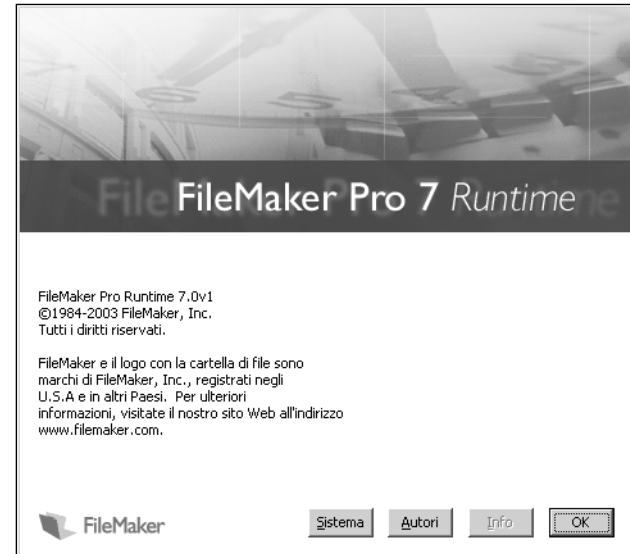 FileMaker Pro 7 Runtime
FileMaker Pro Runtime 7.0v1
©1984-2003 FileMaker, Inc.
Tutti i diritti riservati.
FileMaker e il logo con la cartella di file sono
marchi di FileMaker, Inc., registrati negli
U.S.A e in altri Paesi. Per ulteriori
informazioni, visitate il nostro sito Web all'indirizzo
www.filemaker.com.
FileMaker
Sistema
Autori
Info
OK